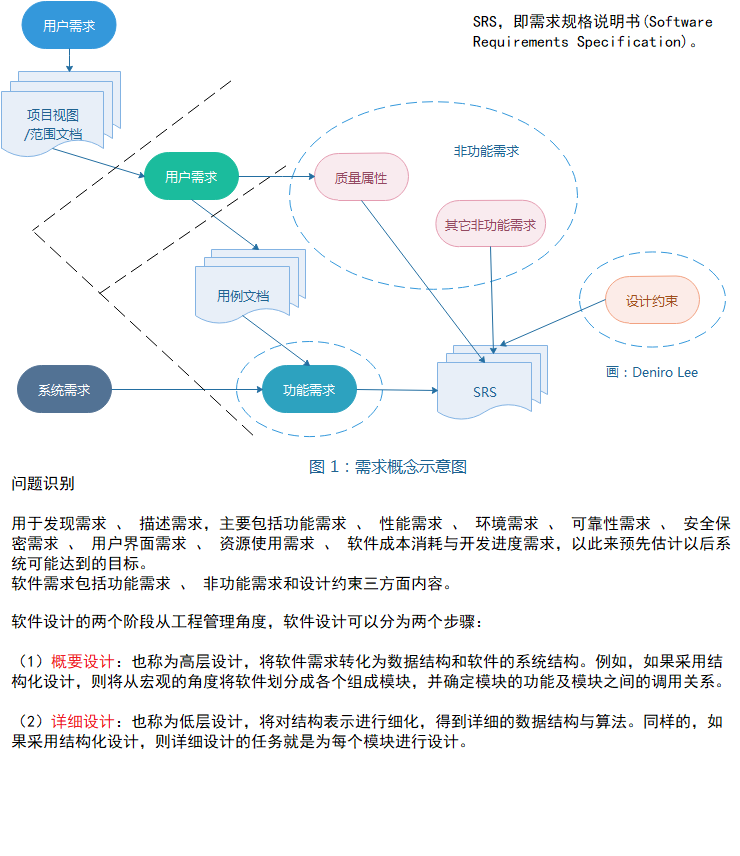 用户需求
SRS，即需求规格说明书(Software
Requirements Specification)。
项目视图
/范围文档
非功能需求
用户需求
质量属性
其它非功能需求
用例文档
设计约束
画：Deniro Lee
系统需求
功能需求
SRS
图 1：需求概念示意图
问题识别
用于发现需求 、 描述需求，主要包括功能需求 、 性能需求 、 环境需求 、 可靠性需求 、 安全保
密需求 、 用户界面需求 、 资源使用需求 、 软件成本消耗与开发进度需求，以此来预先估计以后系
统可能达到的目标。
软件需求包括功能需求 、 非功能需求和设计约束三方面内容。
软件设计的两个阶段从工程管理角度，软件设计可以分为两个步骤：
（1）概要设计：也称为高层设计，将软件需求转化为数据结构和软件的系统结构。例如，如果采用结
构化设计，则将从宏观的角度将软件划分成各个组成模块，并确定模块的功能及模块之间的调用关系。
（2）详细设计：也称为低层设计，将对结构表示进行细化，得到详细的数据结构与算法。同样的，如
果采用结构化设计，则详细设计的任务就是为每个模块进行设计。